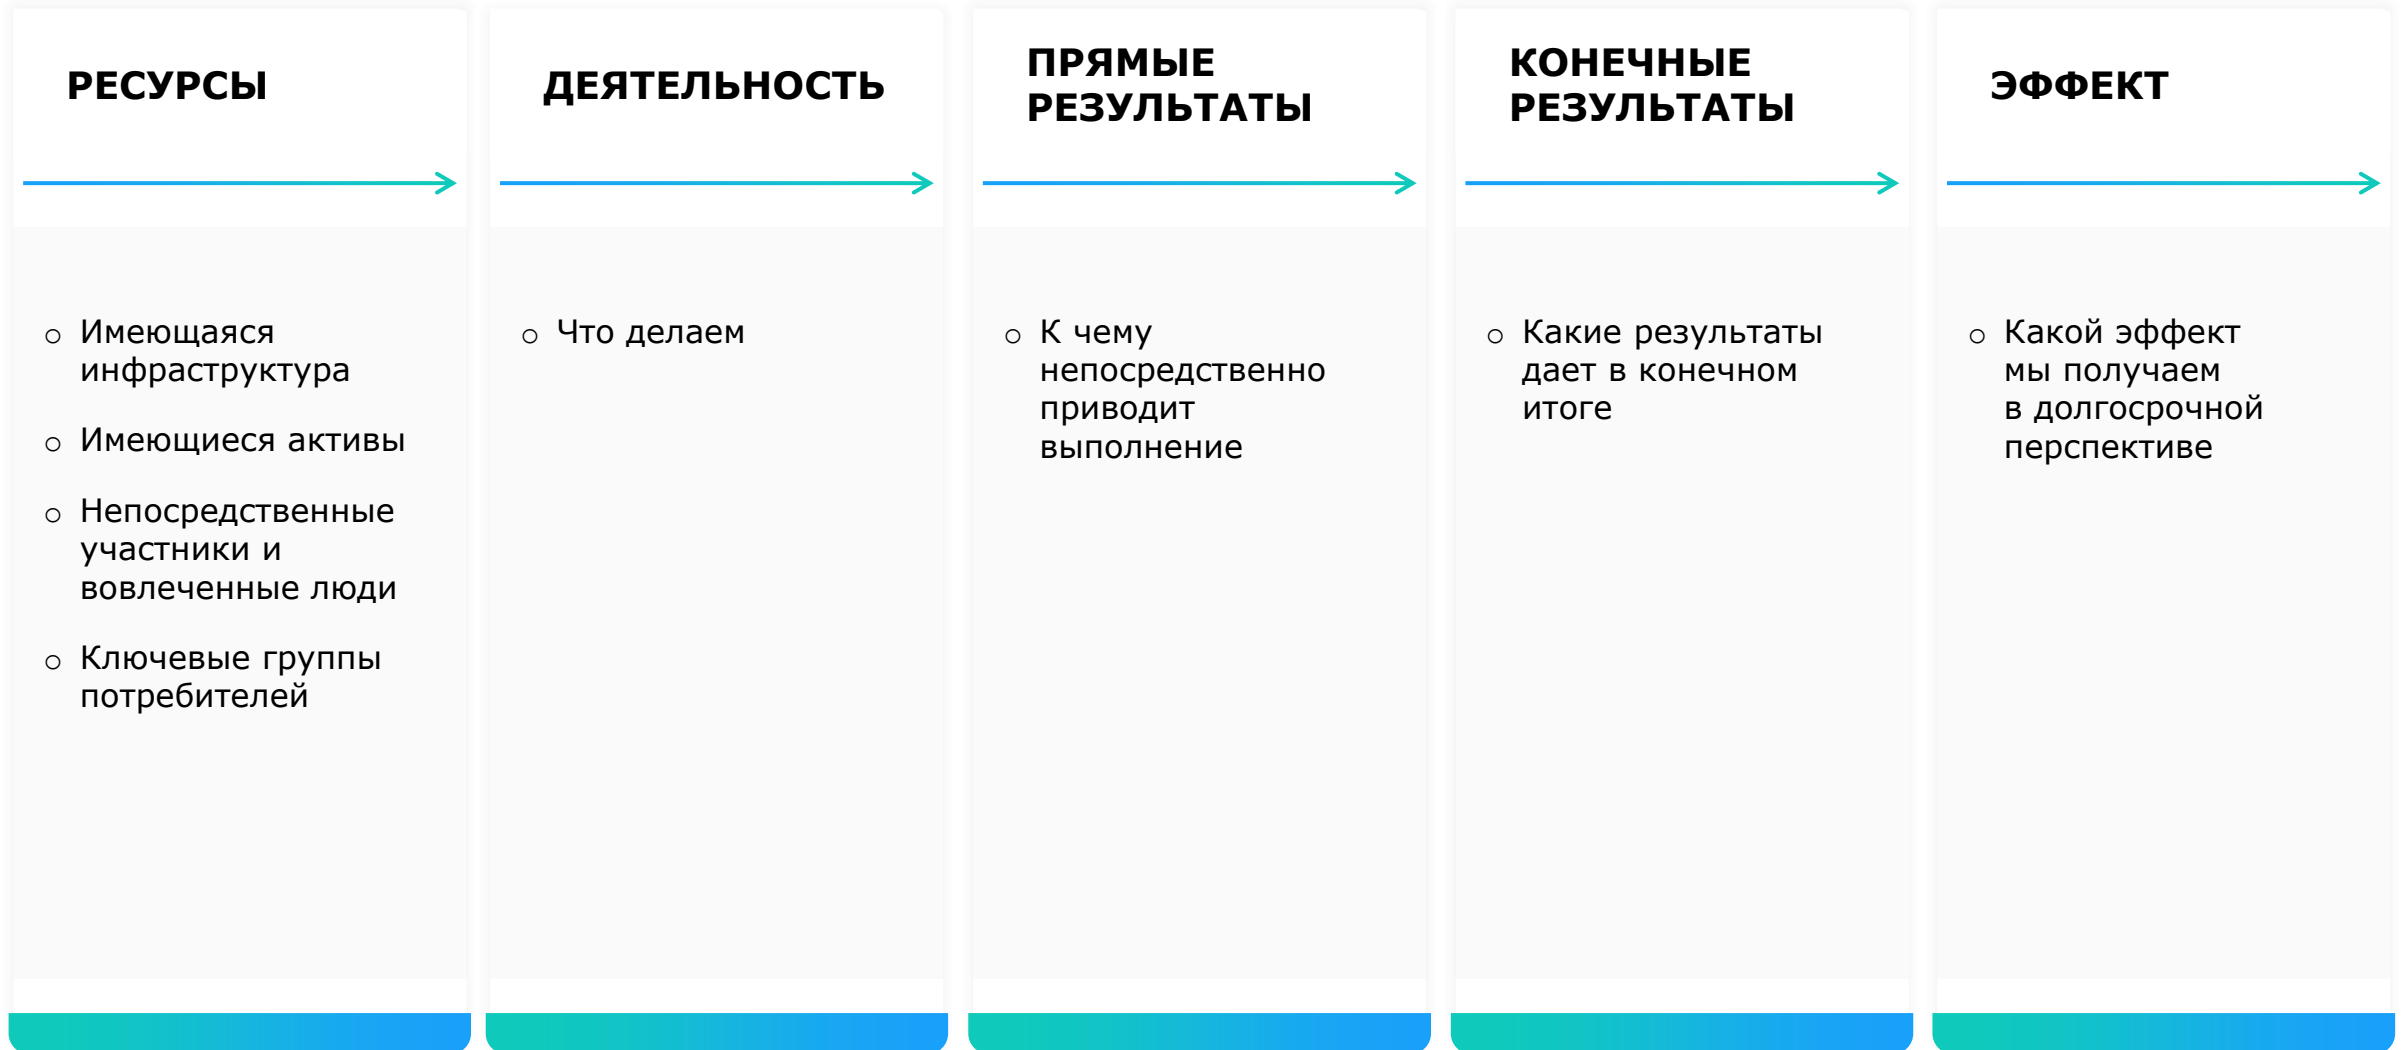 РЕСУРСЫ
ДЕЯТЕЛЬНОСТЬ
ПРЯМЫЕ
РЕЗУЛЬТАТЫ
КОНЕЧНЫЕ
РЕЗУЛЬТАТЫ
ЭФФЕКТ
Имеющаяся
инфраструктура
Имеющиеся активы
Непосредственные
участники и
вовлеченные люди
Ключевые группы
потребителей
Что делаем
К чему
непосредственно
приводит
выполнение
Какие результаты
дает в конечном
итоге
Какой эффект
мы получаем
в долгосрочной
перспективе